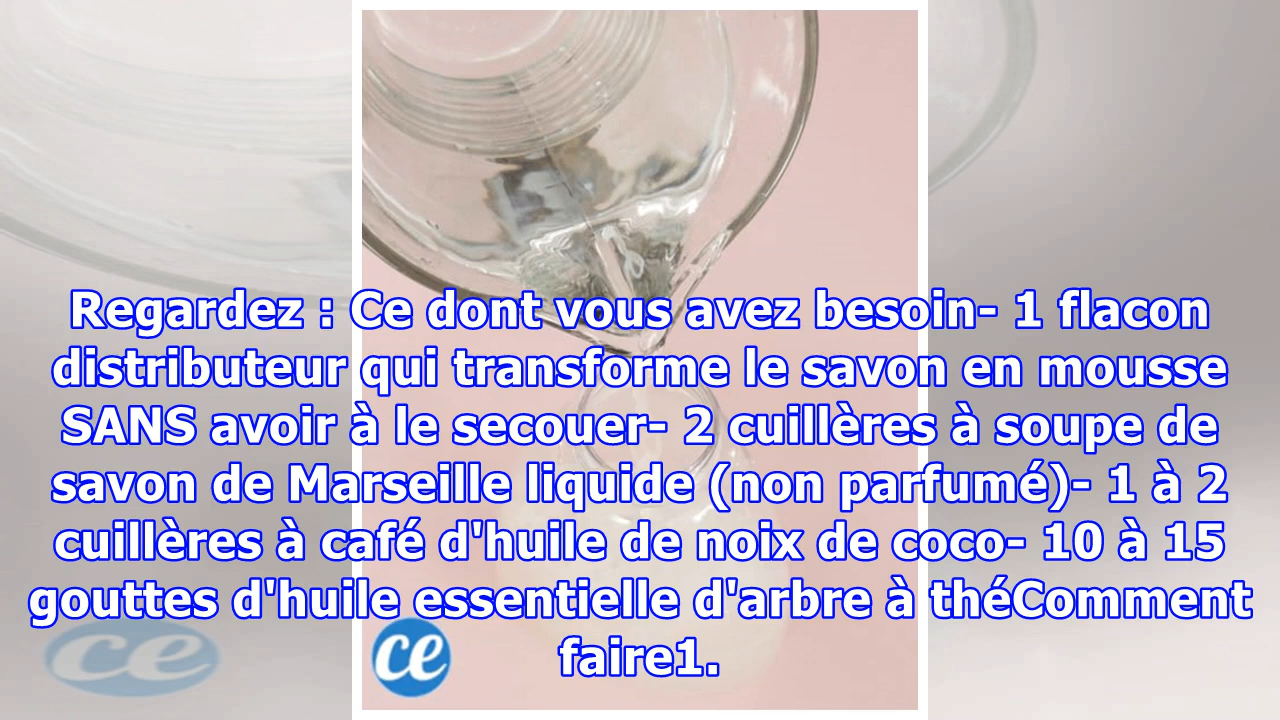 Regardez : Ce dont vous avez besoin- 1 flacon
distributeur qui transforme le savon en mousse
SANS avoir à le secouer- 2 cuillères à soupe de
savon de Marseille liquide (non parfumé)- 1 à 2
cuillères à café d'huile de noix de coco- 10 à 15
gouttes d'huile essentielle d'arbre à théComment
faire1.
ce
ce